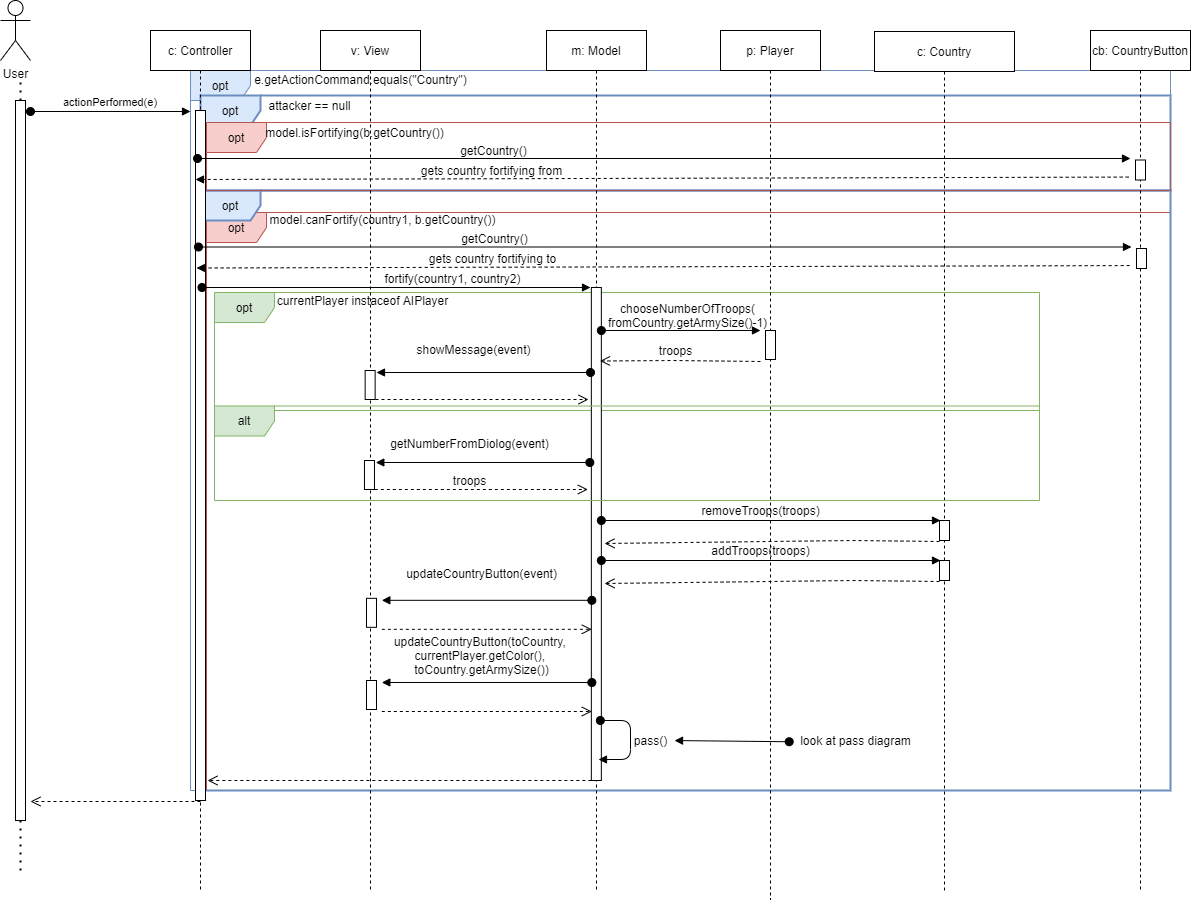 User
c: Controller
v: View
m: Model
p: Player
c: Country
cb: CountryButton
opt
e.getActionCommand.equals("Country")
actionPerformed(e)
opt
attacker == null
opt
model.isFortifying(b.getCountry())
getCountry()
gets country fortifying from
opt
opt
model.canFortify(country1, b.getCountry())
getCountry()
gets country fortifying to
fortify(country1, country2)
opt
currentPlayer instaceof AIPlayer
chooseNumberOfTroops(
fromCountry.getArmySize()-1)
troops
showMessage(event)
alt
getNumberFromDiolog(event)
troops
removeTroops(troops)
addTroops(troops)
updateCountryButton(event)
updateCountryButton(toCountry,
currentPlayer.getColor(),
toCountry.getArmySize())
pass()
look at pass diagram